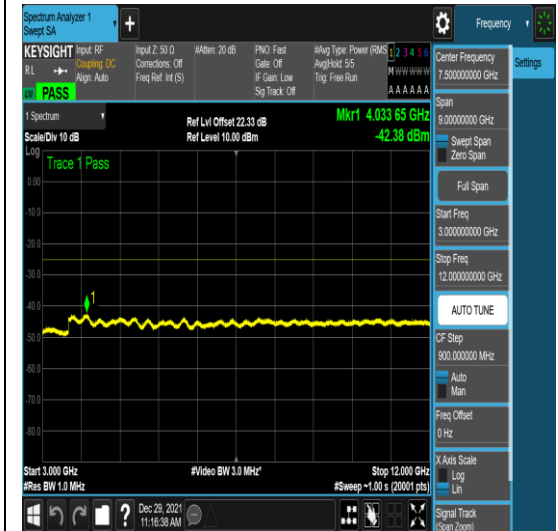 Spectrum Analyzer 1
Swept SA
+
Frequency
KEYSIGHT Input: RF
RL
Coupling: DC
Align: Auto
PASS
Input Z: 50 Ω
Corrections: Off
Freq Ref: Int (S)
#Atten: 20 dB
PNO: Fast
Gate: Off
IF Gain: Low
Sig Track: Off
#Avg Type: Power (RMS
Avg|Hold: 5/5
Trig: Free Run
1 2 3 4 5 6
M W W W W W
A A A A A A
1 Spectrum
Scale/Div 10 dB
Ref Lvl Offset 22.33 dB
Ref Level 10.00 dBm
Mkr1 4.033 65 GHz
-42.38 dBm
Log
Trace 1 Pass
0.00
-10.0
-20.0
-30.0
-40.0
-50.0
-60.0
-70.0
-80.0
1
Start 3.000 GHz
#Res BW 1.0 MHz
#Video BW 3.0 MHz*
Stop 12.000 GHz
#Sweep ~1.00 s (20001 pts)
?
Dec 29, 2021
11:16:38 AM
Center Frequency
7.500000000 GHz
Settings
Span
9.00000000 GHz
Swept Span
Zero Span
Full Span
Start Freq
3.000000000 GHz
Stop Freq
12.000000000 GHz
AUTO TUNE
CF Step
900.000000 MHz
Auto
Man
Freq Offset
0 Hz
X Axis Scale
Log
Lin
Signal Track
(Span Zoom)